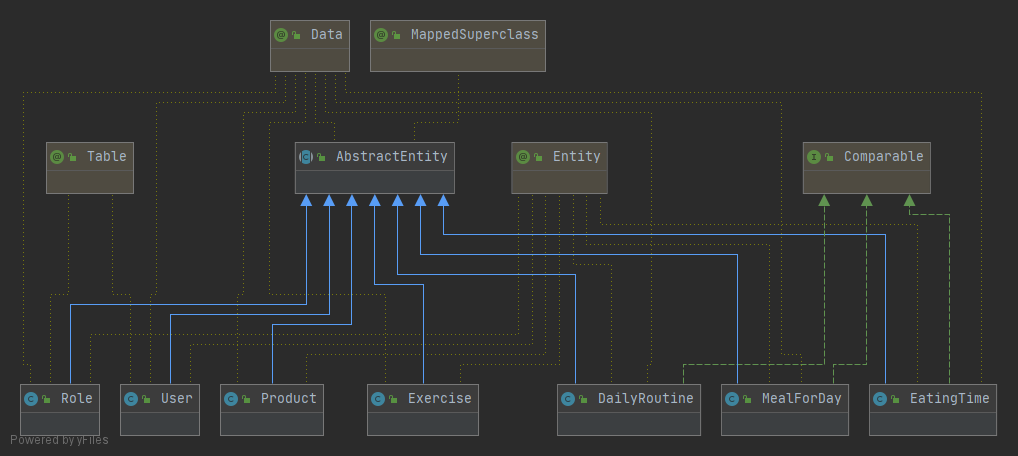 @ Data
@ MappedSuperclass
@ Table
C AbstractEntity
@ Entity
I Comparable
C Role
C User
C Product
C Exercise
C DailyRoutine
C MealForDay
C EatingTime
Powered by yFiles